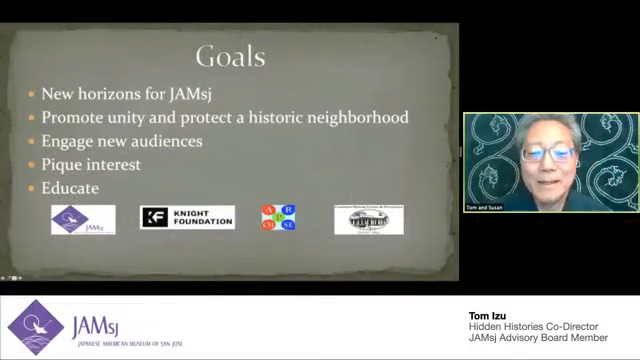 Goals
New horizons for JAMsj
Promote unity and protect a historic neighborhood
Engage new audiences
Pique interest
Educate
JAMsj
KNIGHT
FOUNDATION
Tom and Susan
JAMSJ
JAPANESE AMERICAN MUSEUM OF SAN JOSE
Tom Izu
Hidden Histories Co-Director
JAMsj Advisory Board Member